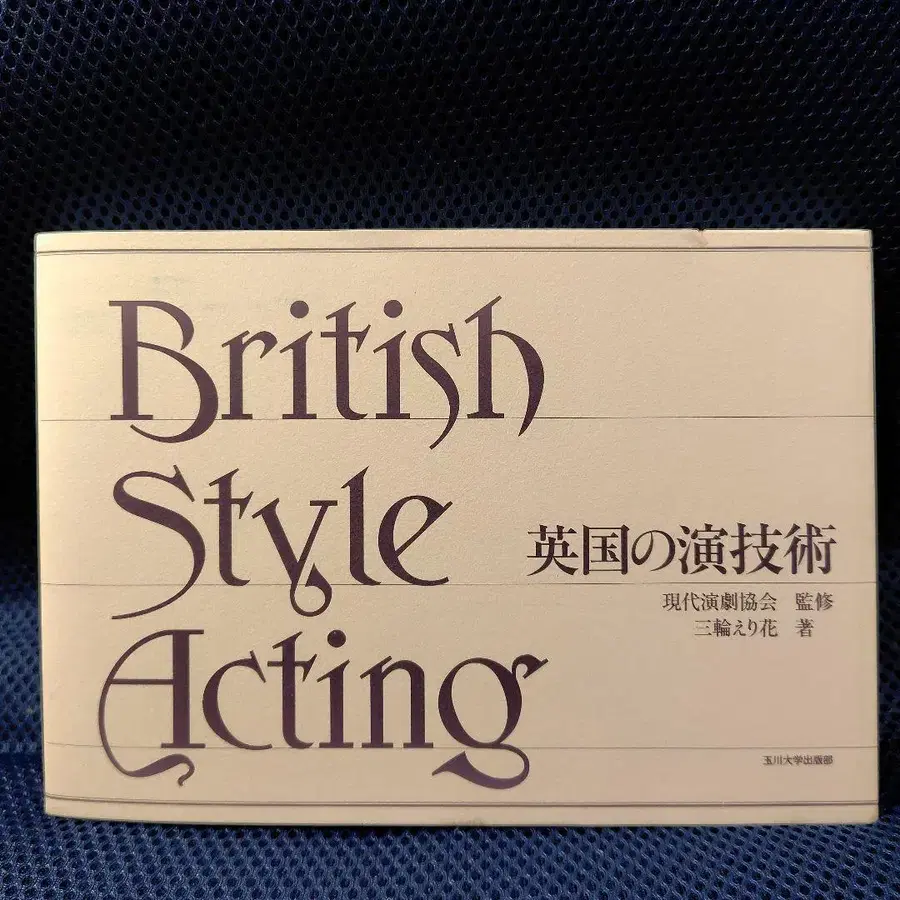 British
Style
Acting
英国の演技術
現代演劇協会 監修
三輪えり花 著
玉川大学出版部